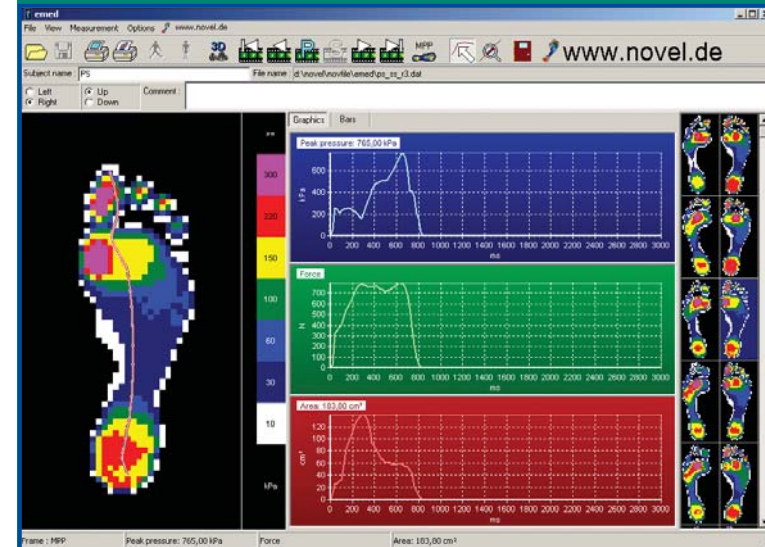 emed
File View Measurement Options www.novel.de
3D P MPP www.novel.de
Subject name PS File name d:\novel\novfile\emed\ps_ss_r3.dat
Left Up Comment:
Right Down
Graphics Bars
Peak pressure: 765,00 kPa
600
400
200
0
kPa
0 200 400 600 800 1000 1200 1400 1600 1800 2000 2200 2400 2600 2800 3000
ms
Force
700
600
500
400
300
200
100
0
N
0 200 400 600 800 1000 1200 1400 1600 1800 2000 2200 2400 2600 2800 3000
ms
Area: 183,00 cm²
120
100
80
60
40
20
0
cm²
0 200 400 600 800 1000 1200 1400 1600 1800 2000 2200 2400 2600 2800 3000
ms
300
220
150
100
60
30
10
kPa
Frame : MPP Peak pressure: 765,00 kPa Force Area: 183,00 cm²